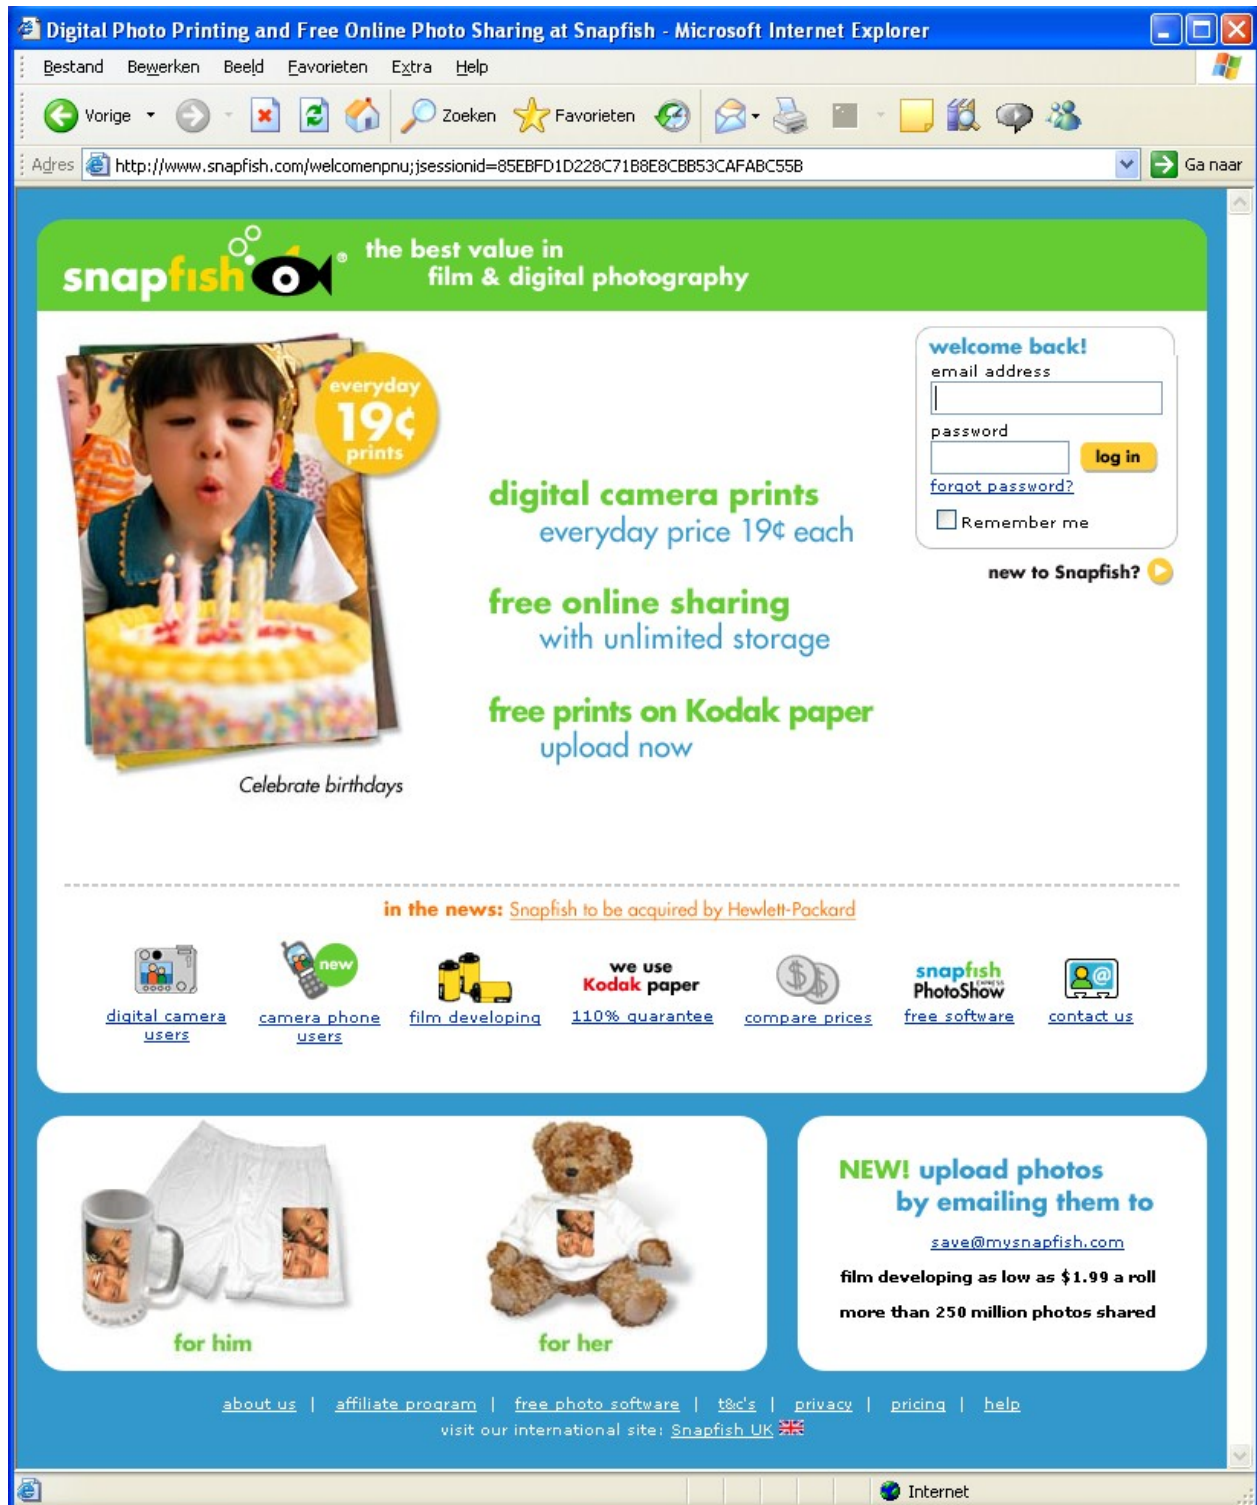 Digital Photo Printing and Free Online Photo Sharing at Snapfish - Microsoft Internet Explorer
Bestand Bewerken Beeld Favorieten Extra Help
Vorige Zoeken Favorieten
Adres http://www.snapfish.com/welcomenpnu;jsessionid=85EBFD1D228C71B8E8CBB53CAFABC55B Ga naar
snapfish® the best value in
film & digital photography
everyday
19¢
prints
Celebrate birthdays
digital camera prints
everyday price 19¢ each
free online sharing
with unlimited storage
free prints on Kodak paper
upload now
welcome back!
email address
password
log in
forgot password?
Remember me
new to Snapfish?
in the news: Snapfish to be acquired by Hewlett-Packard
digital camera
users
new
camera phone
users
film developing
we use
Kodak paper
110% guarantee
compare prices
snapfish
EXPRESS
PhotoShow
free software
contact us
for him
for her
NEW! upload photos
by emailing them to
save@mysnapfish.com
film developing as low as $1.99 a roll
more than 250 million photos shared
about us | affiliate program | free photo software | t&c's | privacy | pricing | help
visit our international site: Snapfish UK
Internet